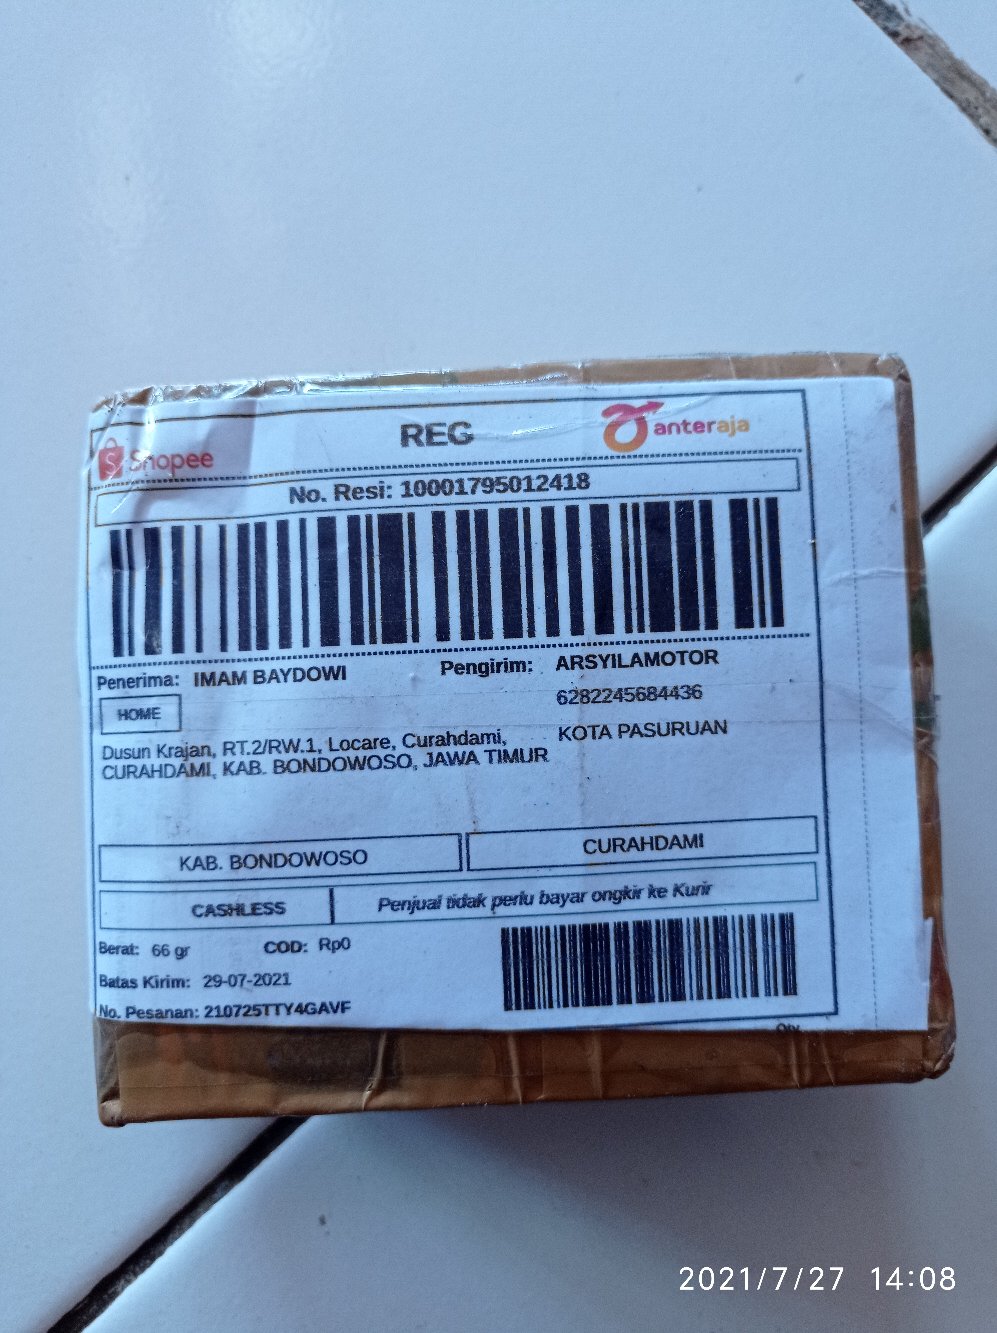 Shopee
REG
anteraja
No. Resi: 10001795012418
Penerima: IMAM BAYDOWI
HOME
Dusun Krajan, RT.2/RW.1, Locare, Curahdami,
CURAHDAMI, KAB. BONDOWOSO, JAWA TIMUR
Pengirim: ARSYILAMOTOR
6282245684436
KOTA PASURUAN
KAB. BONDOWOSO
CURAHDAMI
CASHLESS
Penjual tidak perlu bayar ongkir ke Kurir
Berat: 66 gr
COD: Rp0
Batas Kirim: 29-07-2021
No. Pesanan: 210725TTY4GAVF
2021/7/27 14:08